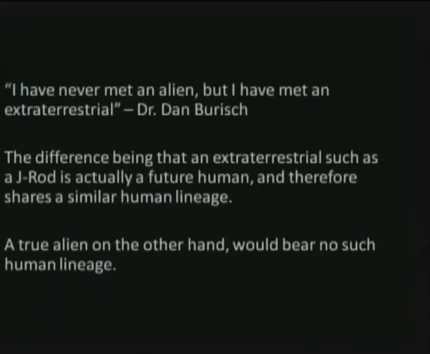 “I have never met an alien, but I have met an
extraterrestrial” – Dr. Dan Burisch
The difference being that an extraterrestrial such as
a J-Rod is actually a future human, and therefore
shares a similar human lineage.
A true alien on the other hand, would bear no such
human lineage.